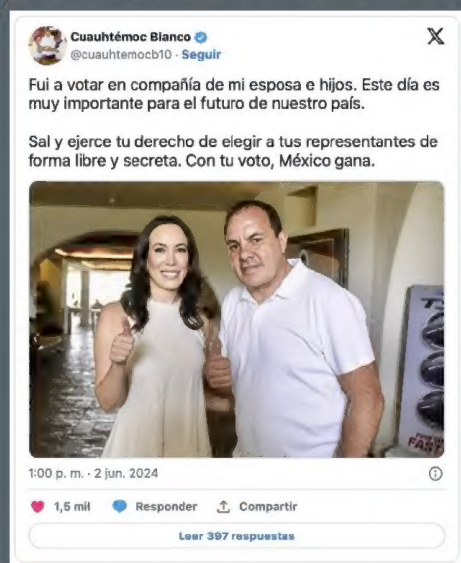 Cuauhtémoc Blanco
@cuauhtemocb10 · Seguir
X
Fui a votar en compañía de mi esposa e hijos. Este día es
muy importante para el futuro de nuestro país.
Sal y ejerce tu derecho de elegir a tus representantes de
forma libre y secreta. Con tu voto, México gana.
1:00 p. m. · 2 jun. 2024
1,5 mil
Responder
Compartir
Leer 397 respuestas